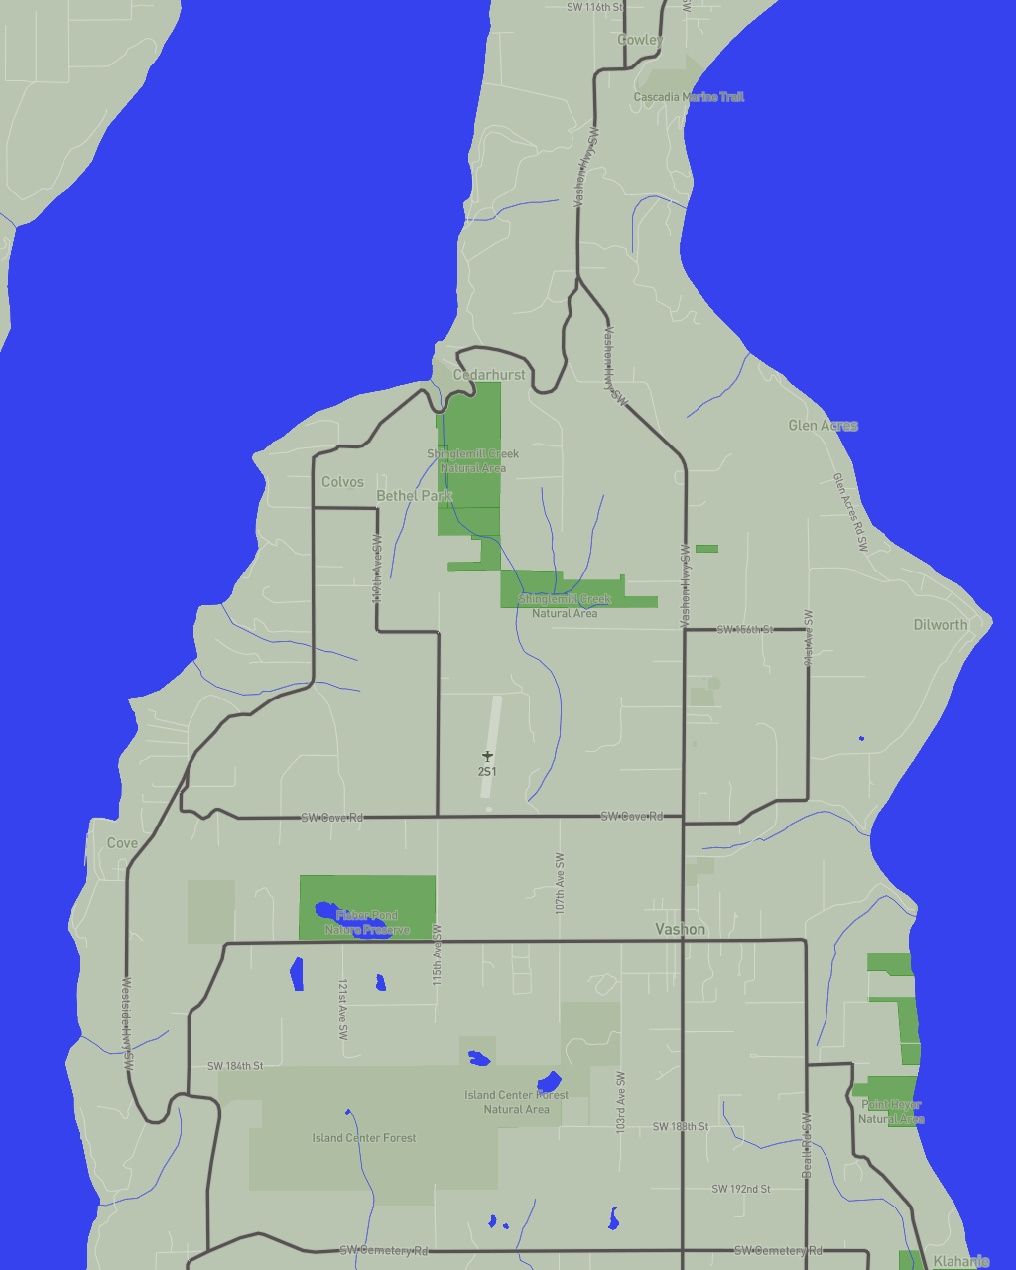 SW 116th St
SW
Cowley
Cascadia Marine Trail
Vashon Hwy SW
Vashon Hwy SW
Cedarhurst
Glen Acres
Shinglemill Creek
Natural Area
Colvos
Bethel Park
Glen Acres Rd SW
119th Ave SW
Vashon Hwy SW
Shinglemill Creek
Natural Area
SW 156th St
91st Ave SW
Dilworth
2S1
SW Cove Rd
SW Cove Rd
Cove
107th Ave SW
Fisher Pond
Nature Preserve
115th Ave SW
Vashon
121st Ave SW
Westside Hwy SW
SW 184th St
Island Center Forest
Natural Area
103rd Ave SW
Point Heyer
Natural Area
SW 188th St
Island Center Forest
Beall Rd SW
SW 192nd St
SW Cemetery Rd
SW Cemetery Rd
Klahanie